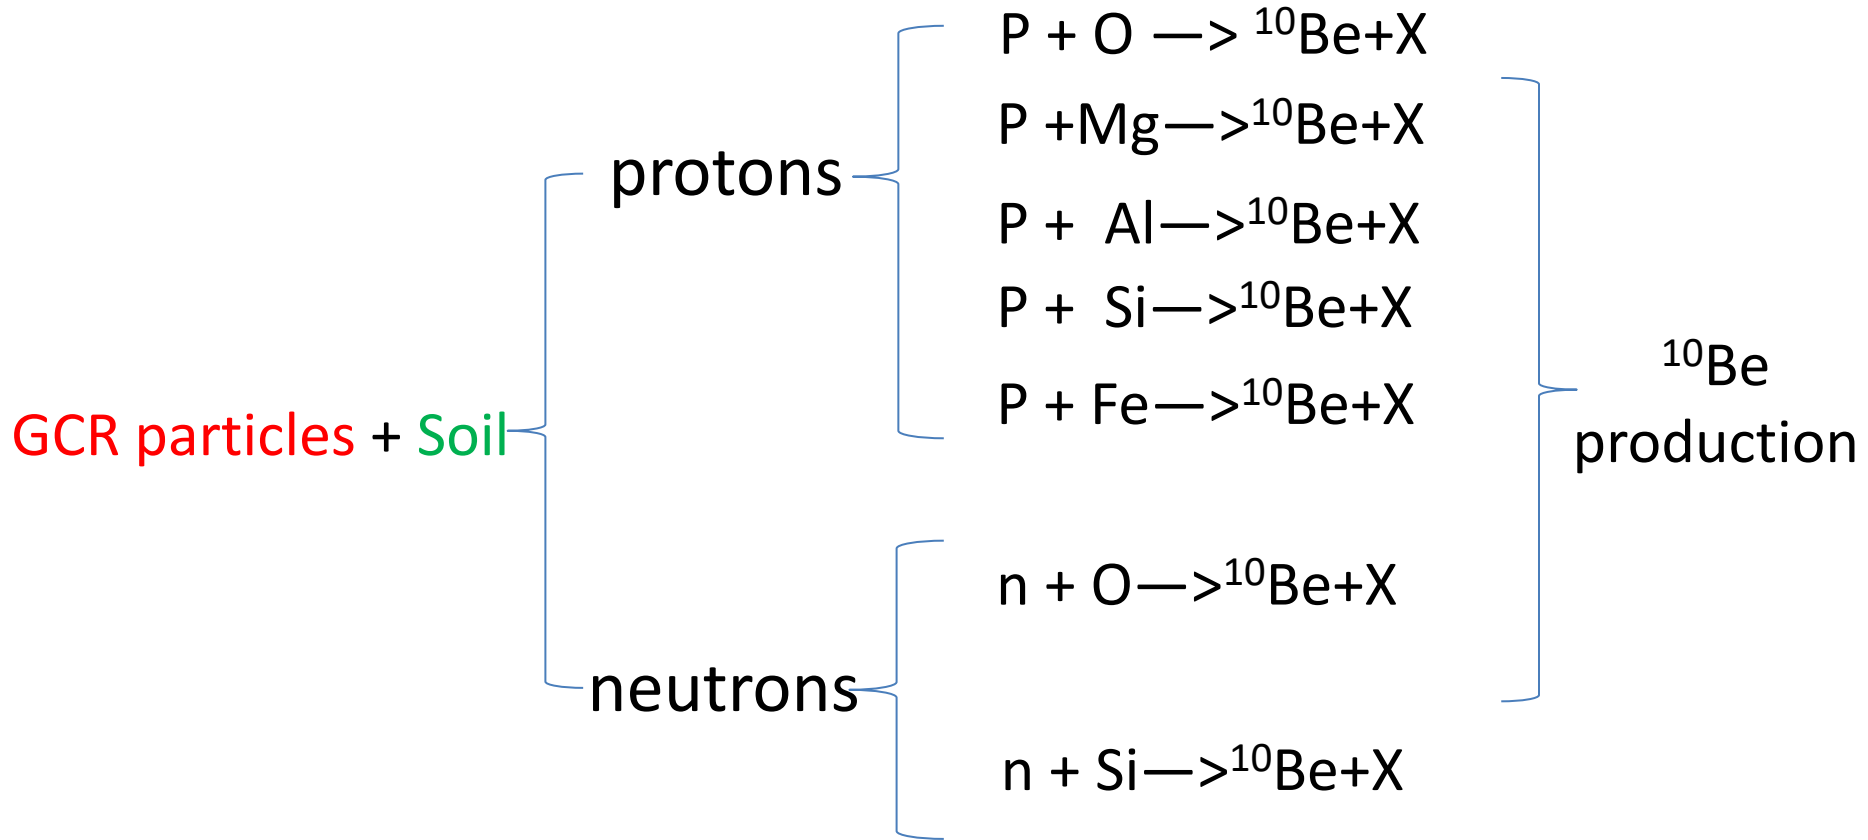 GCR particles + Soil
protons
P + O —> ¹⁰Be+X
P +Mg—>¹⁰Be+X
P + Al—>¹⁰Be+X
P + Si—>¹⁰Be+X
P + Fe—>¹⁰Be+X
neutrons
n + O—>¹⁰Be+X
n + Si—>¹⁰Be+X
¹⁰Be
production